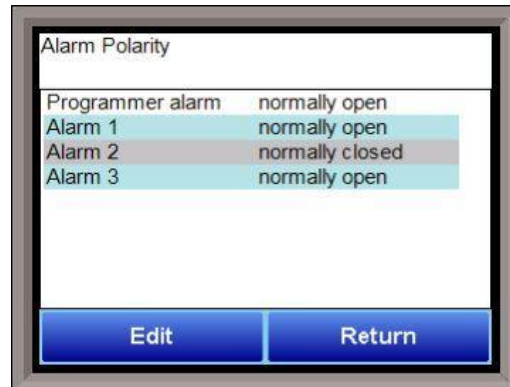 Alarm Polarity
Programmer alarm normally open
Alarm 1 normally open
Alarm 2 normally closed
Alarm 3 normally open
Edit Return